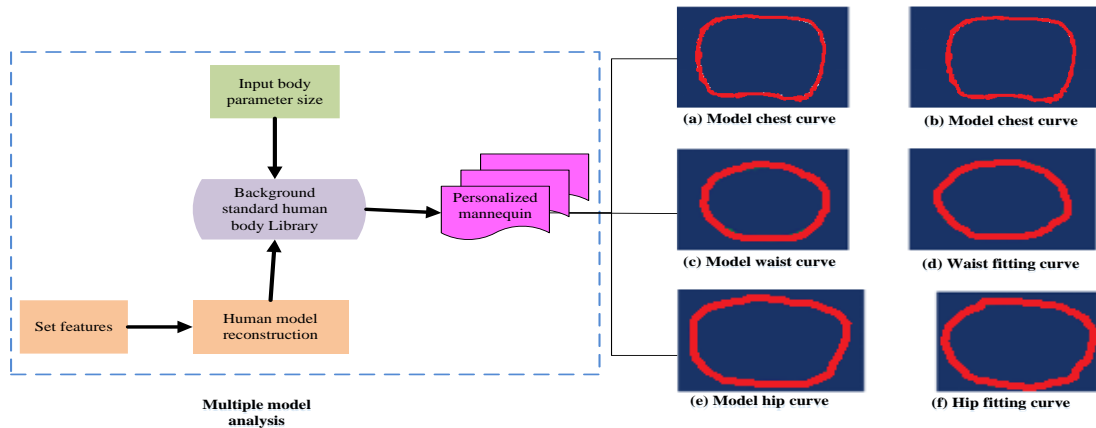 Input body
parameter size
Background
standard human
body Library
Personalized
mannequin
Set features
Human model
reconstruction
Multiple model
analysis
(a) Model chest curve
(b) Model chest curve
(c) Model waist curve
(d) Waist fitting curve
(e) Model hip curve
(f) Hip fitting curve